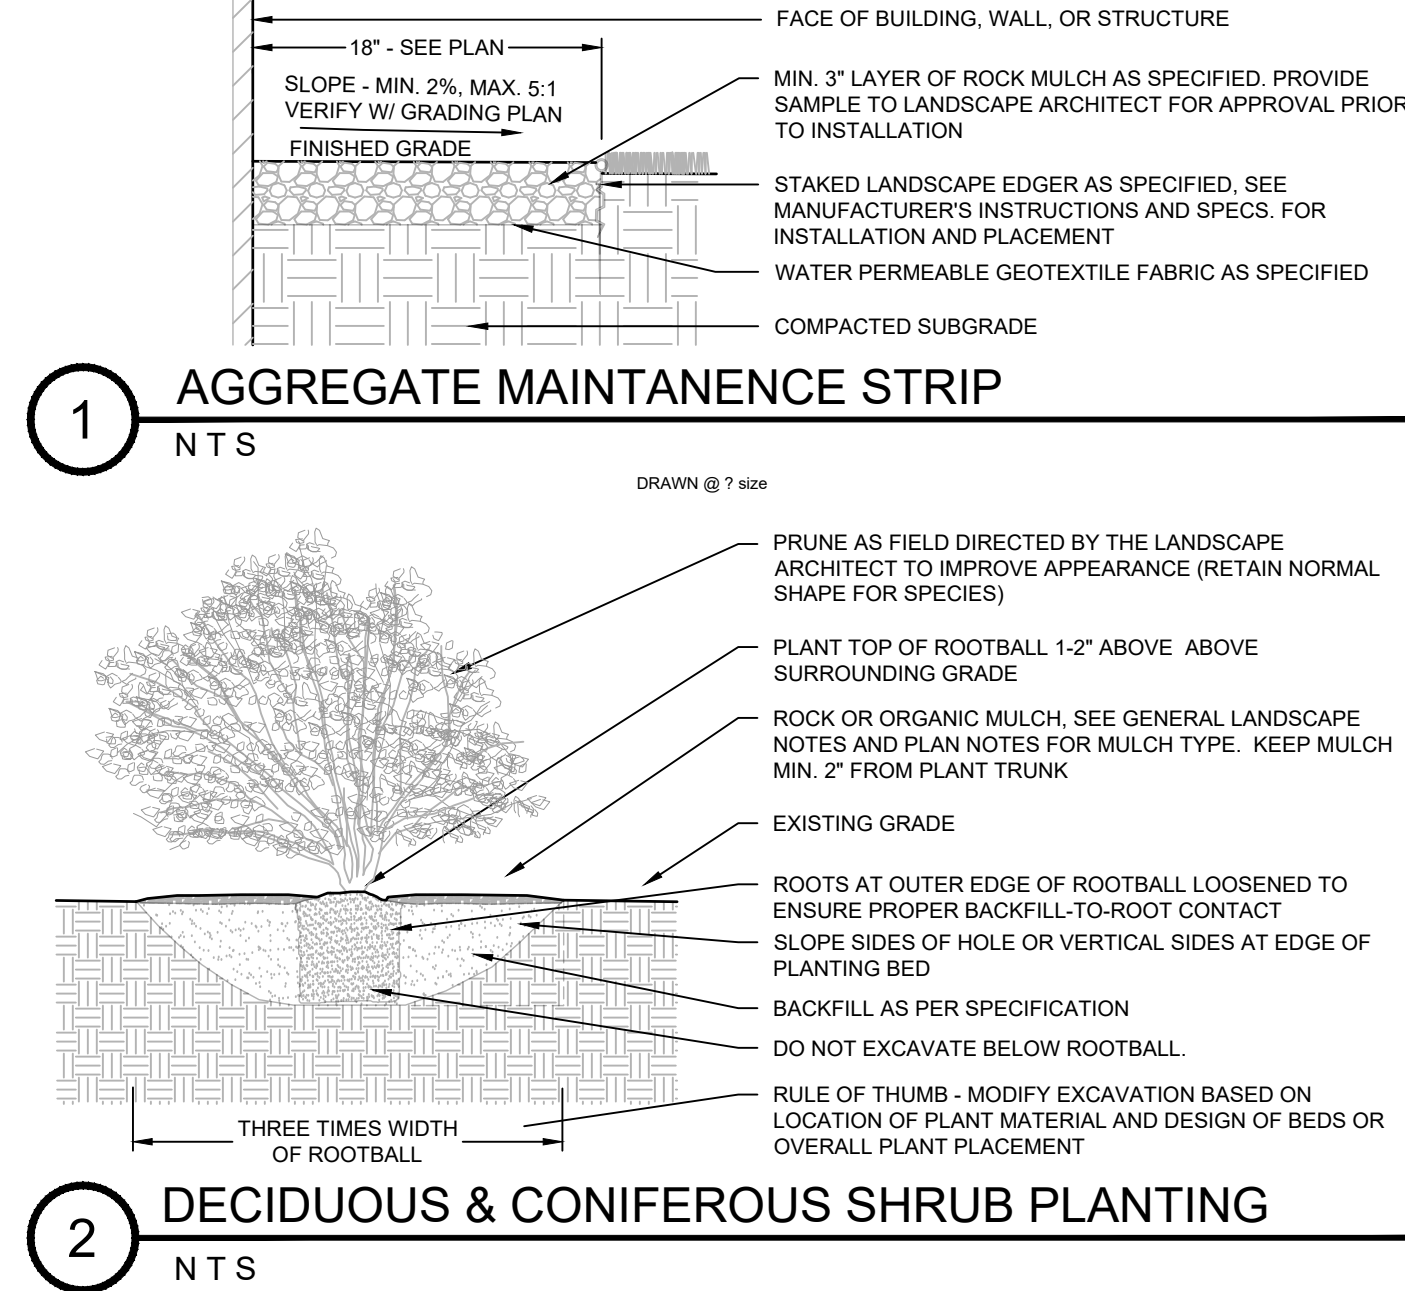 FACE OF BUILDING, WALL, OR STRUCTURE
18" - SEE PLAN
SLOPE - MIN. 2%, MAX. 5:1
VERIFY W/ GRADING PLAN
FINISHED GRADE
MIN. 3" LAYER OF ROCK MULCH AS SPECIFIED. PROVIDE
SAMPLE TO LANDSCAPE ARCHITECT FOR APPROVAL PRIOR
TO INSTALLATION
STAKED LANDSCAPE EDGER AS SPECIFIED, SEE
MANUFACTURER'S INSTRUCTIONS AND SPECS. FOR
INSTALLATION AND PLACEMENT
WATER PERMEABLE GEOTEXTILE FABRIC AS SPECIFIED
COMPACTED SUBGRADE
1
AGGREGATE MAINTANENCE STRIP
N T S
DRAWN @ ? size
PRUNE AS FIELD DIRECTED BY THE LANDSCAPE
ARCHITECT TO IMPROVE APPEARANCE (RETAIN NORMAL
SHAPE FOR SPECIES)
PLANT TOP OF ROOTBALL 1-2" ABOVE  ABOVE
SURROUNDING GRADE
ROCK OR ORGANIC MULCH, SEE GENERAL LANDSCAPE
NOTES AND PLAN NOTES FOR MULCH TYPE.  KEEP MULCH
MIN. 2" FROM PLANT TRUNK
EXISTING GRADE
ROOTS AT OUTER EDGE OF ROOTBALL LOOSENED TO
ENSURE PROPER BACKFILL-TO-ROOT CONTACT
SLOPE SIDES OF HOLE OR VERTICAL SIDES AT EDGE OF
PLANTING BED
BACKFILL AS PER SPECIFICATION
DO NOT EXCAVATE BELOW ROOTBALL.
RULE OF THUMB - MODIFY EXCAVATION BASED ON
LOCATION OF PLANT MATERIAL AND DESIGN OF BEDS OR
OVERALL PLANT PLACEMENT
THREE TIMES WIDTH
OF ROOTBALL
2
DECIDUOUS & CONIFEROUS SHRUB PLANTING
N T S